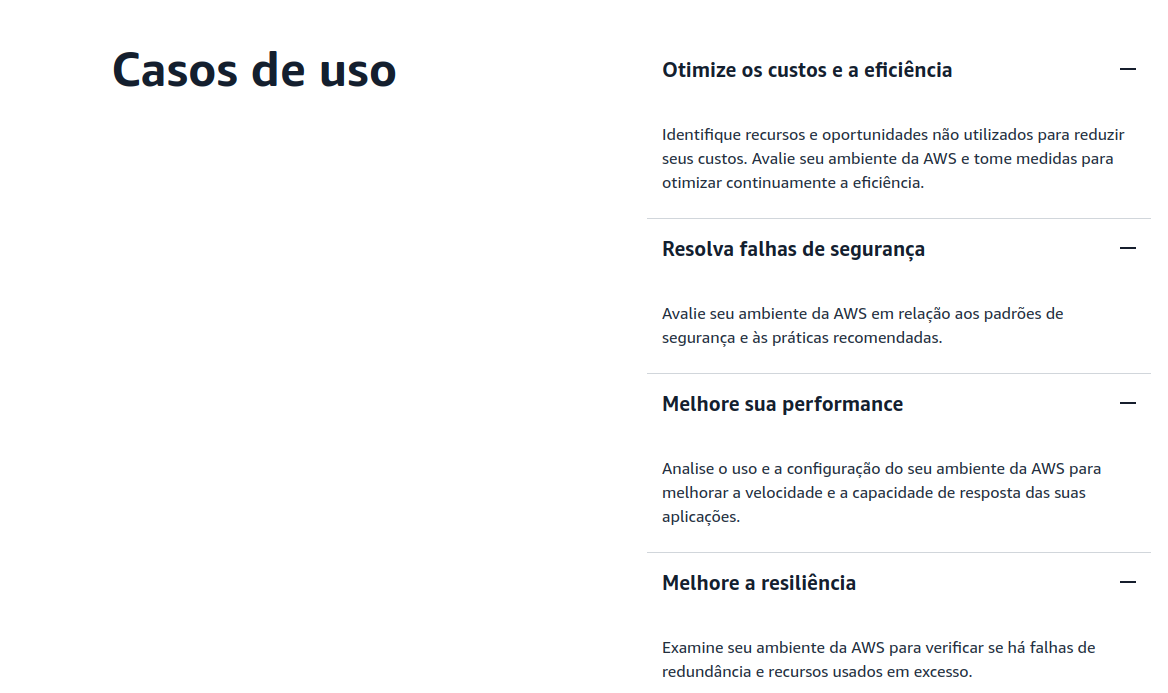 Casos de uso
Otimize os custos e a eficiência
Identifique recursos e oportunidades não utilizados para reduzir
seus custos. Avalie seu ambiente da AWS e tome medidas para
otimizar continuamente a eficiência.
Resolva falhas de segurança
Avalie seu ambiente da AWS em relação aos padrões de
segurança e às práticas recomendadas.
Melhore sua performance
Analise o uso e a configuração do seu ambiente da AWS para
melhorar a velocidade e a capacidade de resposta das suas
aplicações.
Melhore a resiliência
Examine seu ambiente da AWS para verificar se há falhas de
redundância e recursos usados em excesso.